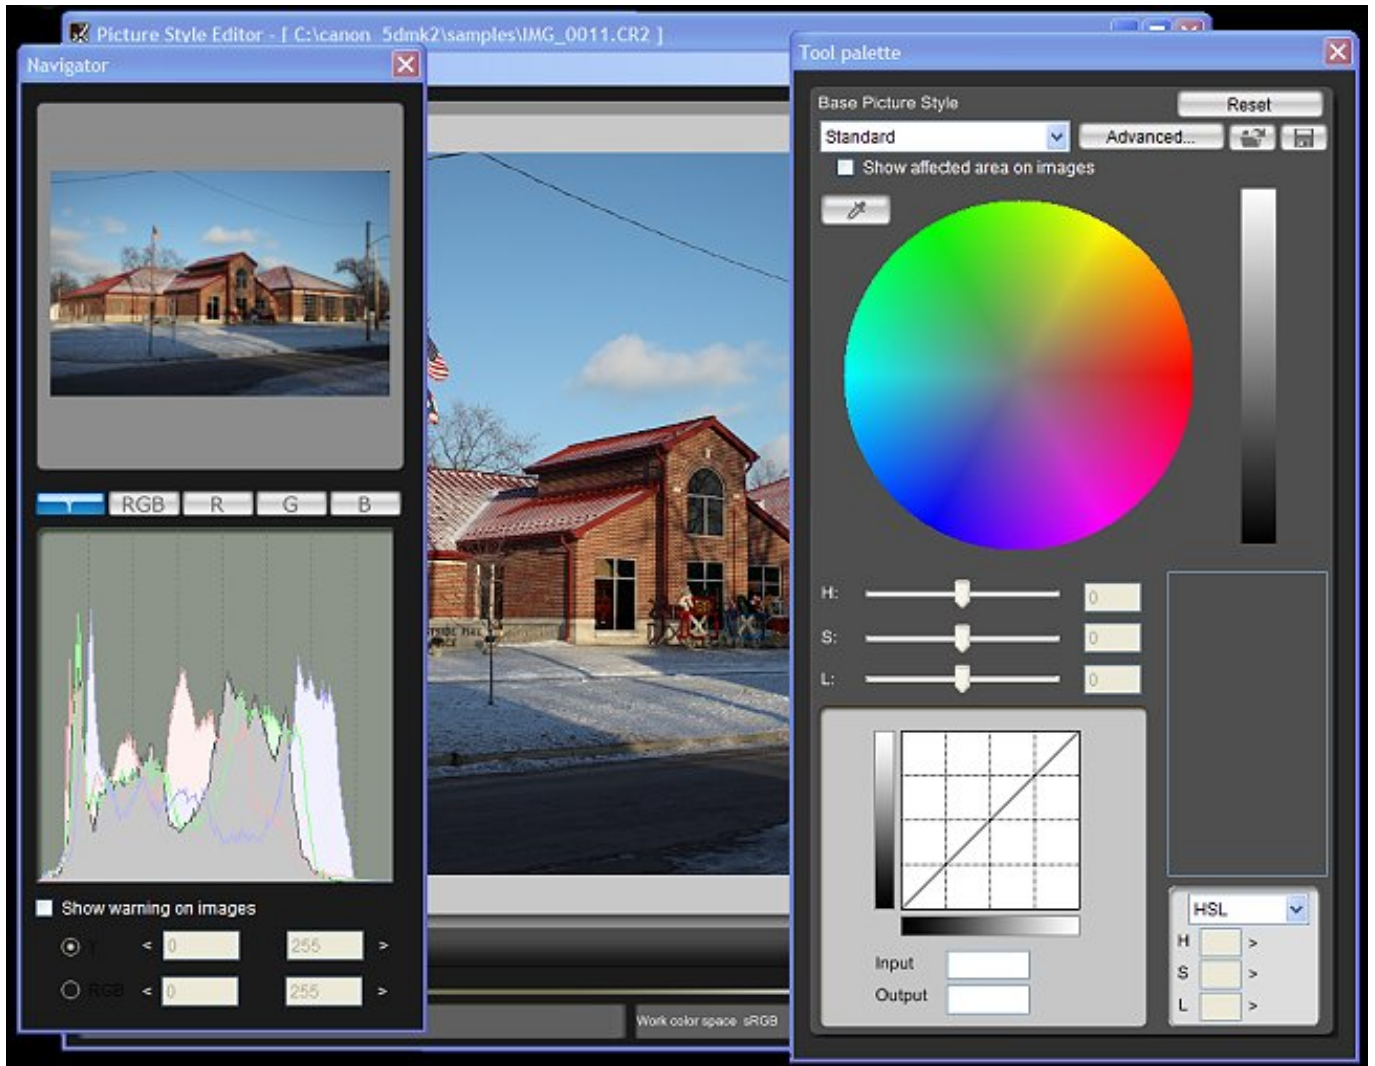 Picture Style Editor - [ C:\canon_5dmk2\samples\IMG_0011.CR2 ]
Navigator
Tool palette
Base Picture Style
Reset
Standard
Advanced...
Show affected area on images
Y
RGB
R
G
B
H:
0
S:
0
L:
0
Show warning on images
Y < 0 255 >
RGB < 0 255 >
Input
Output
HSL
H >
S >
L >
Work color space sRGB